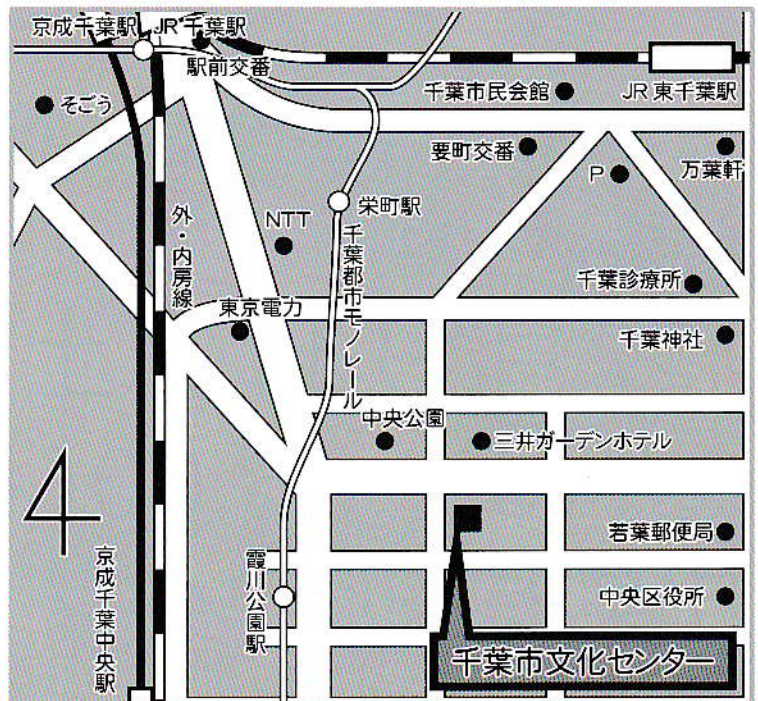 京成千葉駅
JR千葉駅
駅前交番
そごう
千葉市民会館
JR東千葉駅
要町交番
P
万葉軒
栄町駅
NTT
外・内房線
千葉都市モノレール
千葉診療所
東京電力
千葉神社
中央公園
三井ガーデンホテル
若葉郵便局
京成千葉中央駅
葭川公園駅
中央区役所
千葉市文化センター